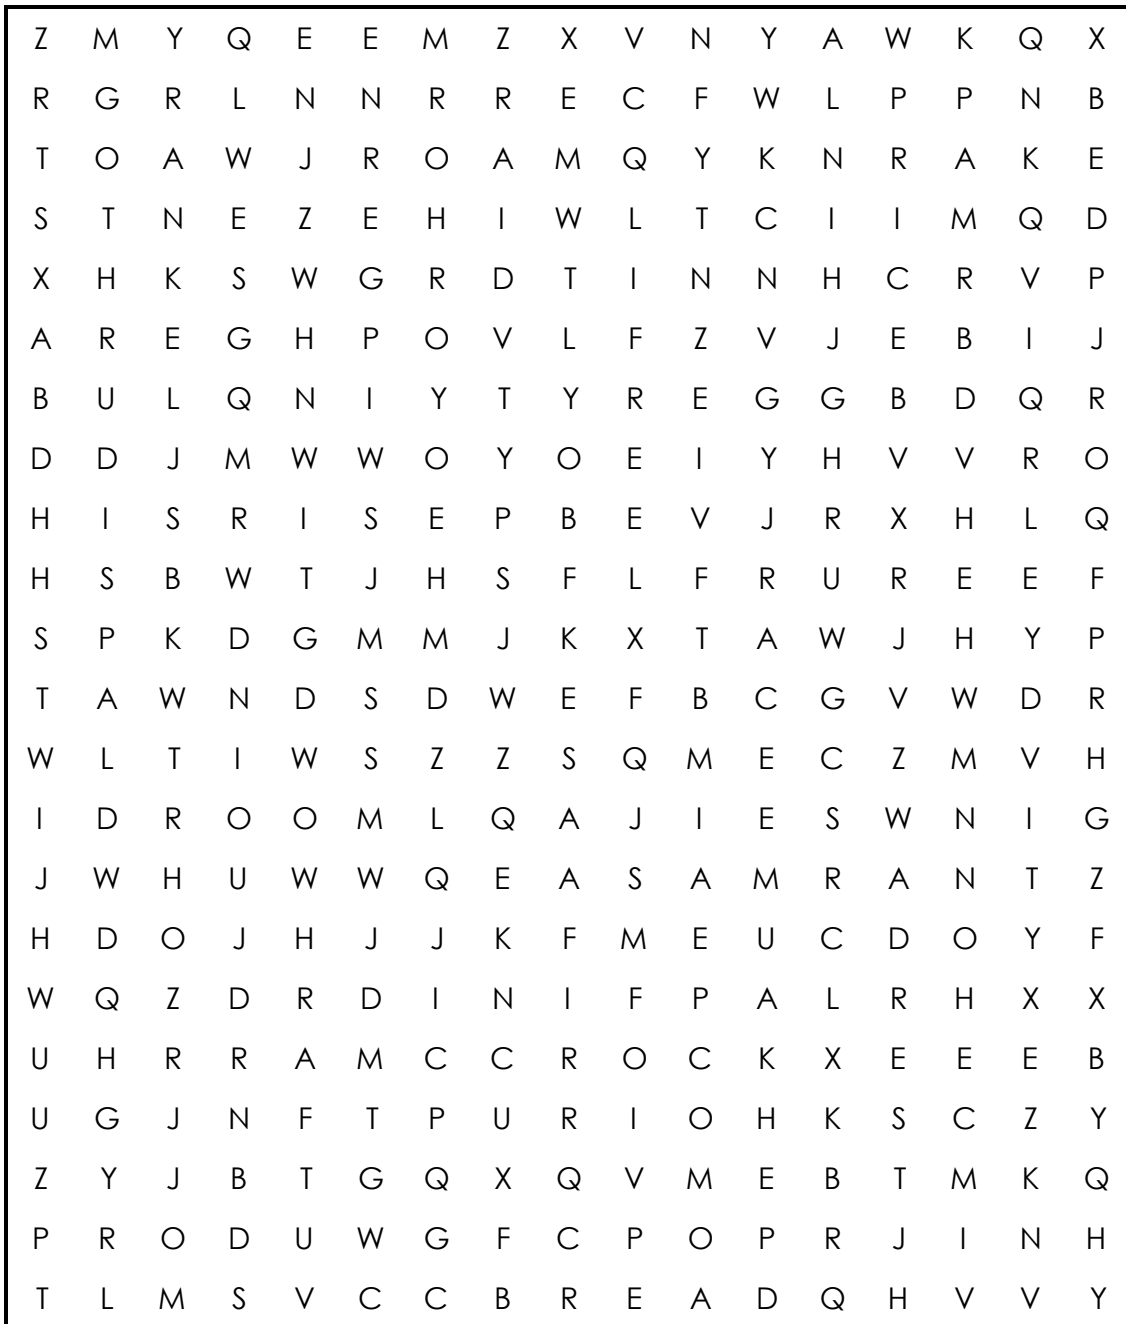 Z M Y Q E E M Z X V N Y A W K Q X
R G R L N N R R E C F W L P P N B
T O A W J R O A M Q Y K N R A K E
S T N E Z E H I W L T C I I M Q D
X H K S W G R D T I N N H C R V P
A R E G H P O V L F Z V J E B I J
B U L Q N I Y T Y R E G G B D Q R
D D J M W W O Y O E I Y H V V R O
H I S R I S E P B E V J R X H L Q
H S B W T J H S F L F R U R E E F
S P K D G M M J K X T A W J H Y P
T A W N D S D W E F B C G V W D R
W L T I W S Z Z S Q M E C Z M V H
I D R O O M L Q A J I E S W N I G
J W H U W W Q E A S A M R A N T Z
H D O J H J J K F M E U C D O Y F
W Q Z D R D I N I F P A L R H X X
U H R R A M C C R O C K X E E E B
U G J N F T P U R I O H K S C Z Y
Z Y J B T G Q X Q V M E B T M K Q
P R O D U W G F C P O P R J I N H
T L M S V C C B R E A D Q H V V Y